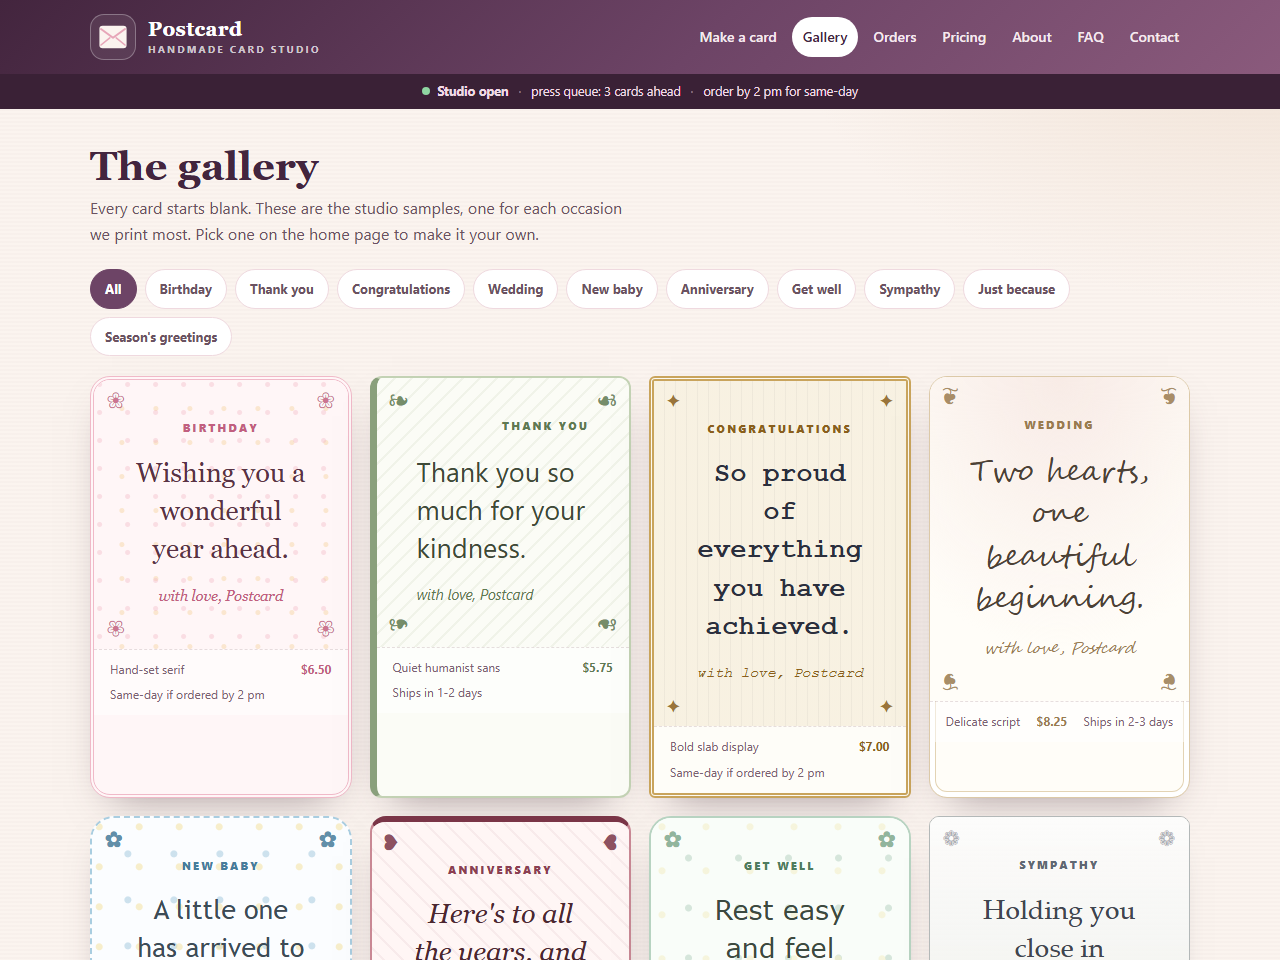 Postcard
HANDMADE CARD STUDIO
Make a card
Gallery
Orders
Pricing
About
FAQ
Contact
Studio open · press queue: 3 cards ahead · order by 2 pm for same-day
The gallery
Every card starts blank. These are the studio samples, one for each occasion
we print most. Pick one on the home page to make it your own.
All
Birthday
Thank you
Congratulations
Wedding
New baby
Anniversary
Get well
Sympathy
Just because
Season's greetings
BIRTHDAY
Wishing you a
wonderful
year ahead.
with love, Postcard
Hand-set serif
$6.50
Same-day if ordered by 2 pm
THANK YOU
Thank you so
much for your
kindness.
with love, Postcard
Quiet humanist sans
$5.75
Ships in 1-2 days
CONGRATULATIONS
So proud
of
everything
you have
achieved.
with love, Postcard
Bold slab display
$7.00
Same-day if ordered by 2 pm
WEDDING
Two hearts,
one
beautiful
beginning.
with love, Postcard
Delicate script
$8.25
Ships in 2-3 days
NEW BABY
A little one
has arrived to
ANNIVERSARY
Here's to all
the years, and
GET WELL
Rest easy
and feel
SYMPATHY
Holding you
close in